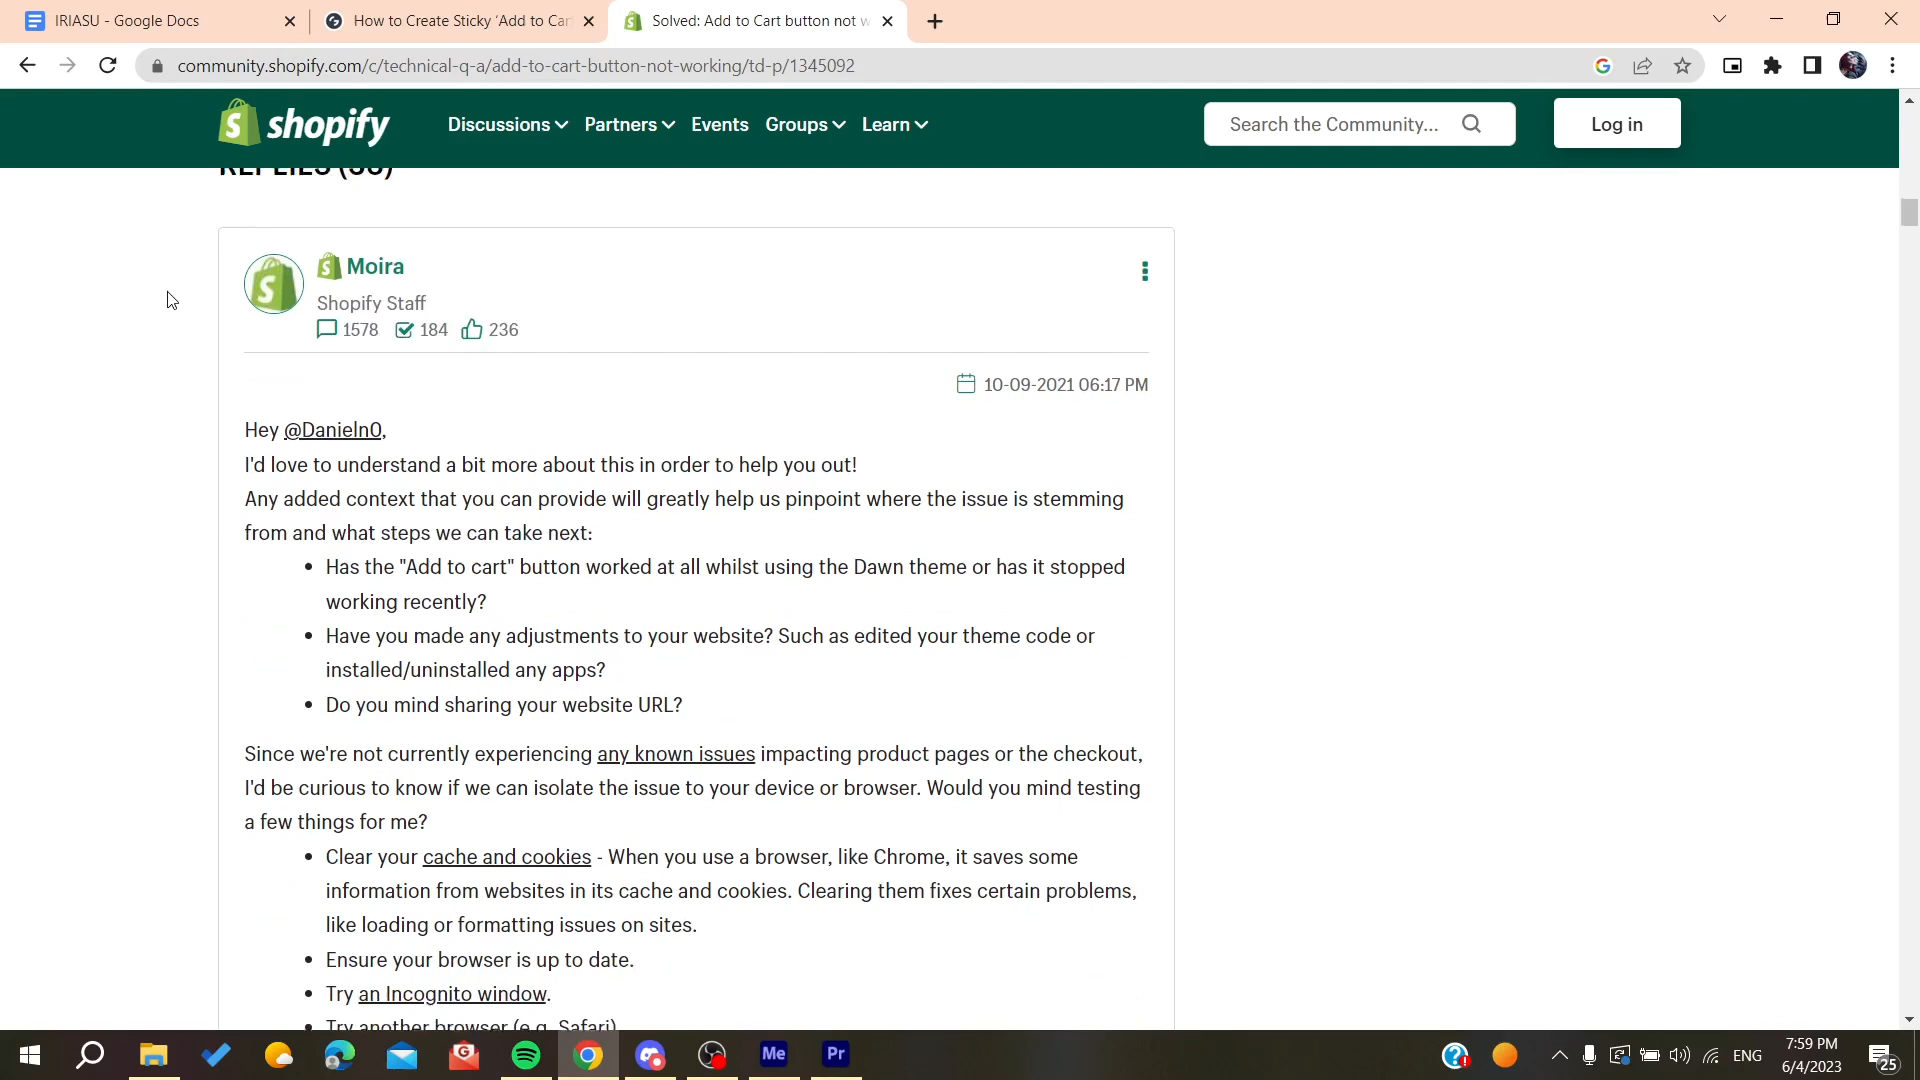 IRIASU - Google Docs
How to Create Sticky 'Add to Car
Solved: Add to Cart button not w
community.shopify.com/c/technical-q-a/add-to-cart-button-not-working/td-p/1345092
shopify
Discussions Partners Events Groups Learn
Search the Community...
Log in
Moira
Shopify Staff
1578 184 236
10-09-2021 06:17 PM
Hey @Danieln0,
I'd love to understand a bit more about this in order to help you out!
Any added context that you can provide will greatly help us pinpoint where the issue is stemming
from and what steps we can take next:
• Has the "Add to cart" button worked at all whilst using the Dawn theme or has it stopped
working recently?
• Have you made any adjustments to your website? Such as edited your theme code or
installed/uninstalled any apps?
• Do you mind sharing your website URL?
Since we're not currently experiencing any known issues impacting product pages or the checkout,
I'd be curious to know if we can isolate the issue to your device or browser. Would you mind testing
a few things for me?
• Clear your cache and cookies - When you use a browser, like Chrome, it saves some
information from websites in its cache and cookies. Clearing them fixes certain problems,
like loading or formatting issues on sites.
• Ensure your browser is up to date.
• Try an Incognito window.
• Try another browser (e.g. Safari)
Me
Pr
ENG
7:59 PM
6/4/2023
25